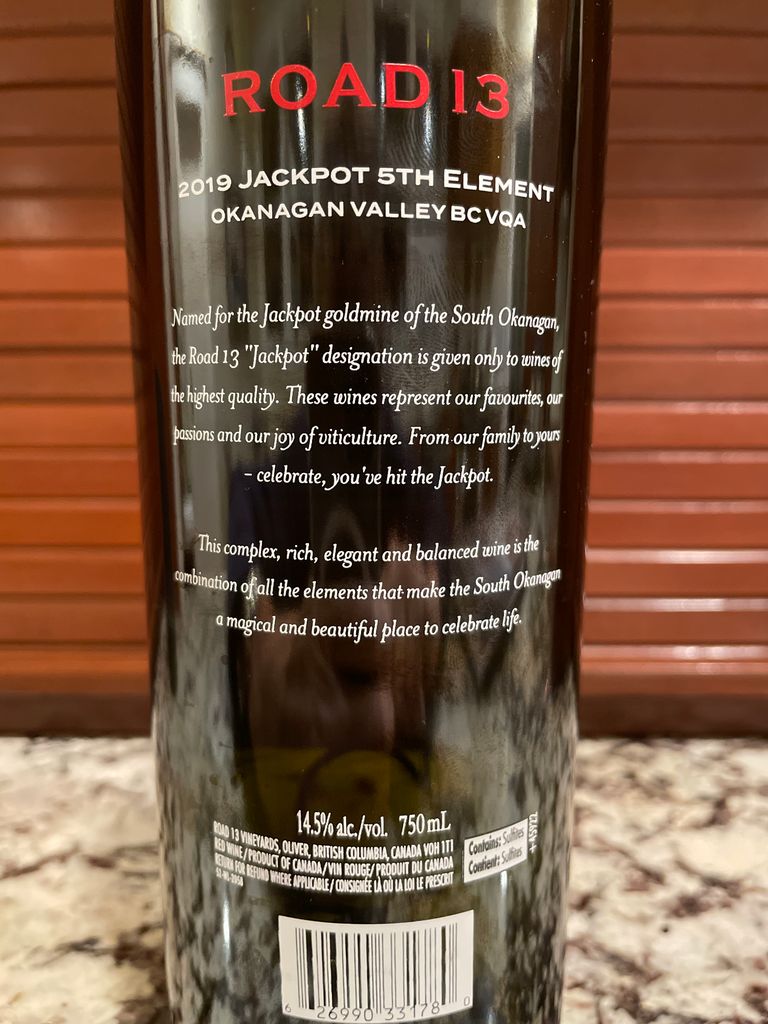 ROAD 13
2019 JACKPOT 5TH ELEMENT
OKANAGAN VALLEY BC VQA
Named for the Jackpot goldmine of the South Okanagan,
the Road 13 "Jackpot" designation is given only to wines of
the highest quality. These wines represent our favourites, our
passions and our joy of viticulture. From our family to yours
– celebrate, you've hit the Jackpot.
This complex, rich, elegant and balanced wine is the
combination of all the elements that make the South Okanagan
a magical and beautiful place to celebrate life.
14.5% alc./vol. 750 mL
ROAD 13 VINEYARDS, OLIVER, BRITISH COLUMBIA, CANADA V0H 1T1
RED WINE/PRODUCT OF CANADA/VIN ROUGE/PRODUIT DU CANADA
RETURN FOR REFUND WHERE APPLICABLE/CONSIGNÉE LÀ OÙ LA LOI LE PRESCRIT
Contains: Sulfites
Contient: Sulfites
6 26990 33178 0